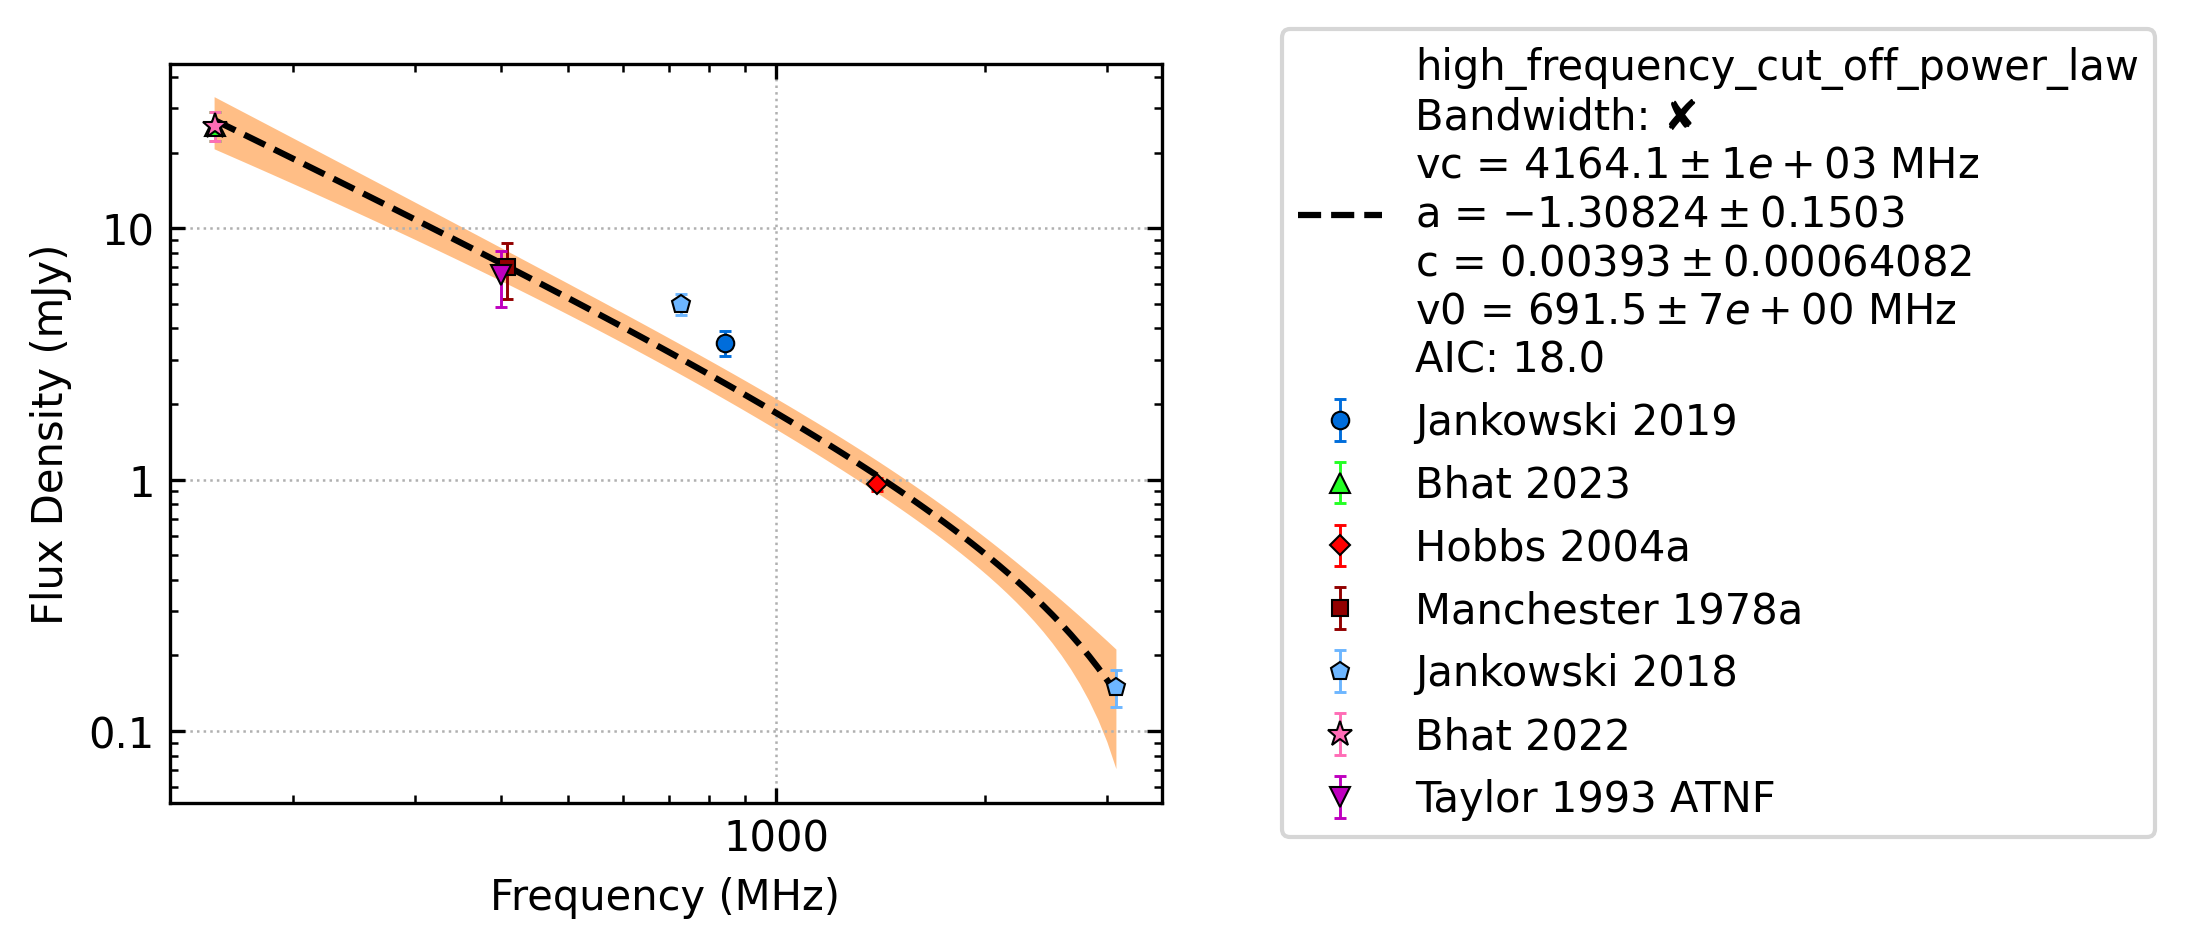 Flux Density (mJy)
10
1
0.1
1000
Frequency (MHz)
high_frequency_cut_off_power_law
Bandwidth: ✘
vc = 4164.1 ± 1e + 03 MHz
a = −1.30824 ± 0.1503
c = 0.00393 ± 0.00064082
v0 = 691.5 ± 7e + 00 MHz
AIC: 18.0
Jankowski 2019
Bhat 2023
Hobbs 2004a
Manchester 1978a
Jankowski 2018
Bhat 2022
Taylor 1993 ATNF